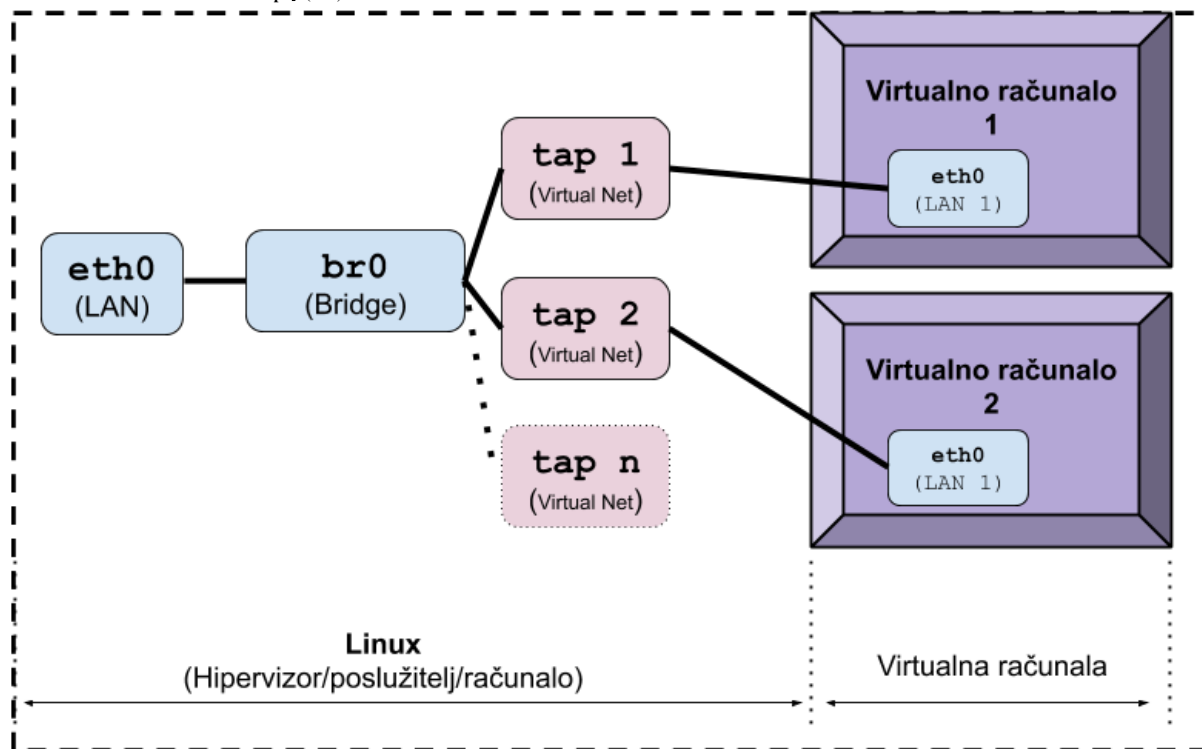 eth0
(LAN)
br0
(Bridge)
tap 1
(Virtual Net)
tap 2
(Virtual Net)
tap n
(Virtual Net)
Virtualno računalo
1
eth0
(LAN 1)
Virtualno računalo
2
eth0
(LAN 1)
Linux
(Hipervizor/poslužitelj/računalo)
Virtualna računala